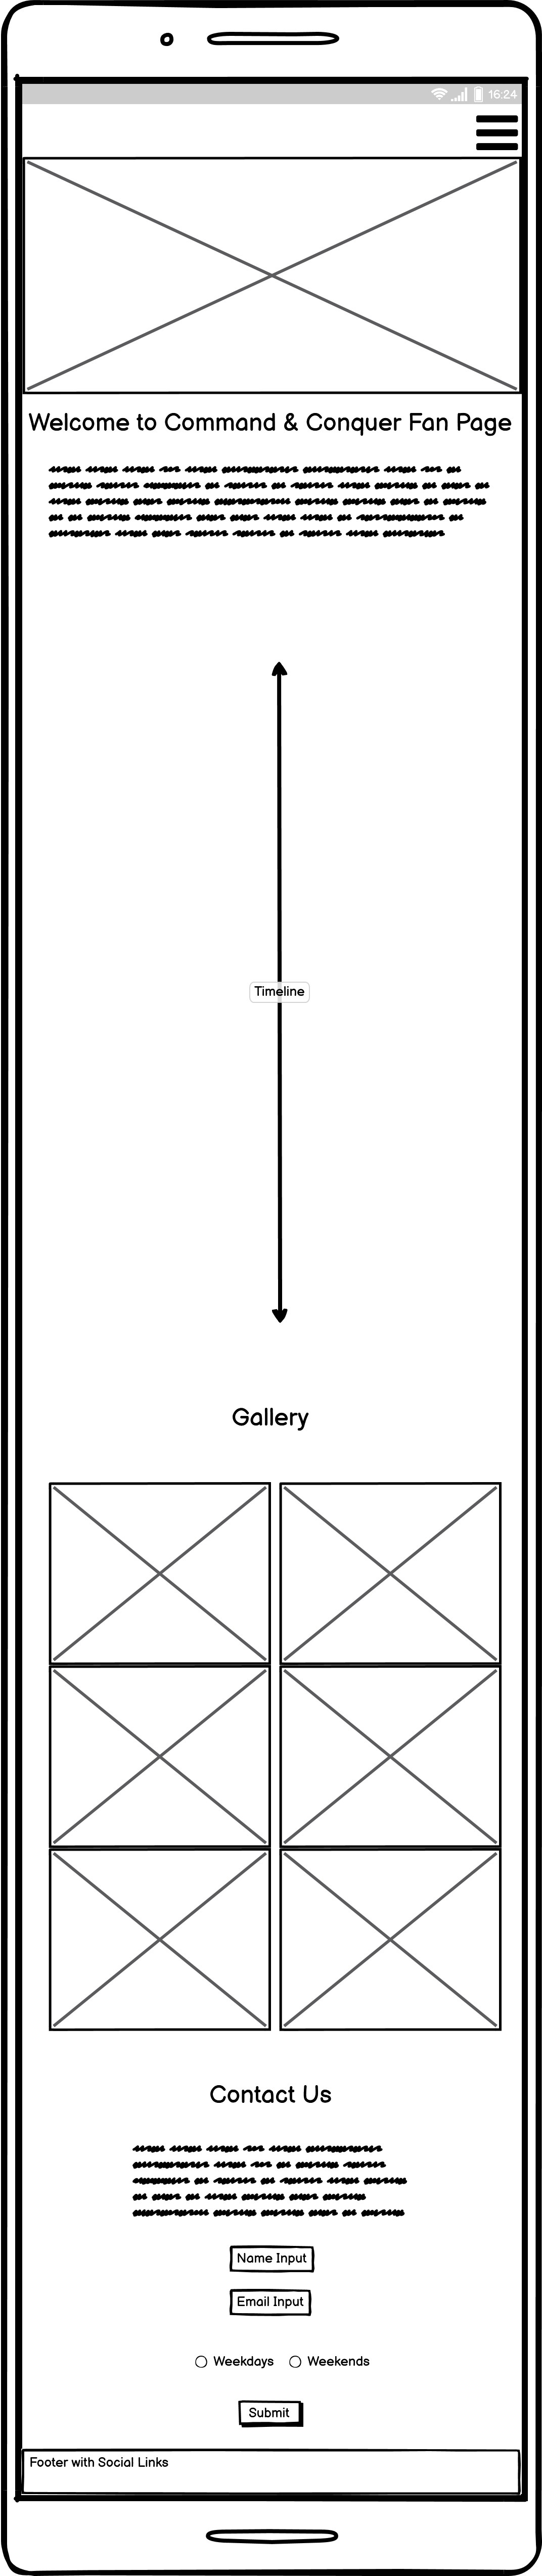 16:24
Welcome to Command & Conquer Fan Page
Timeline
Gallery
Contact Us
Name Input
Email Input
Weekdays Weekends
Submit
Footer with Social Links